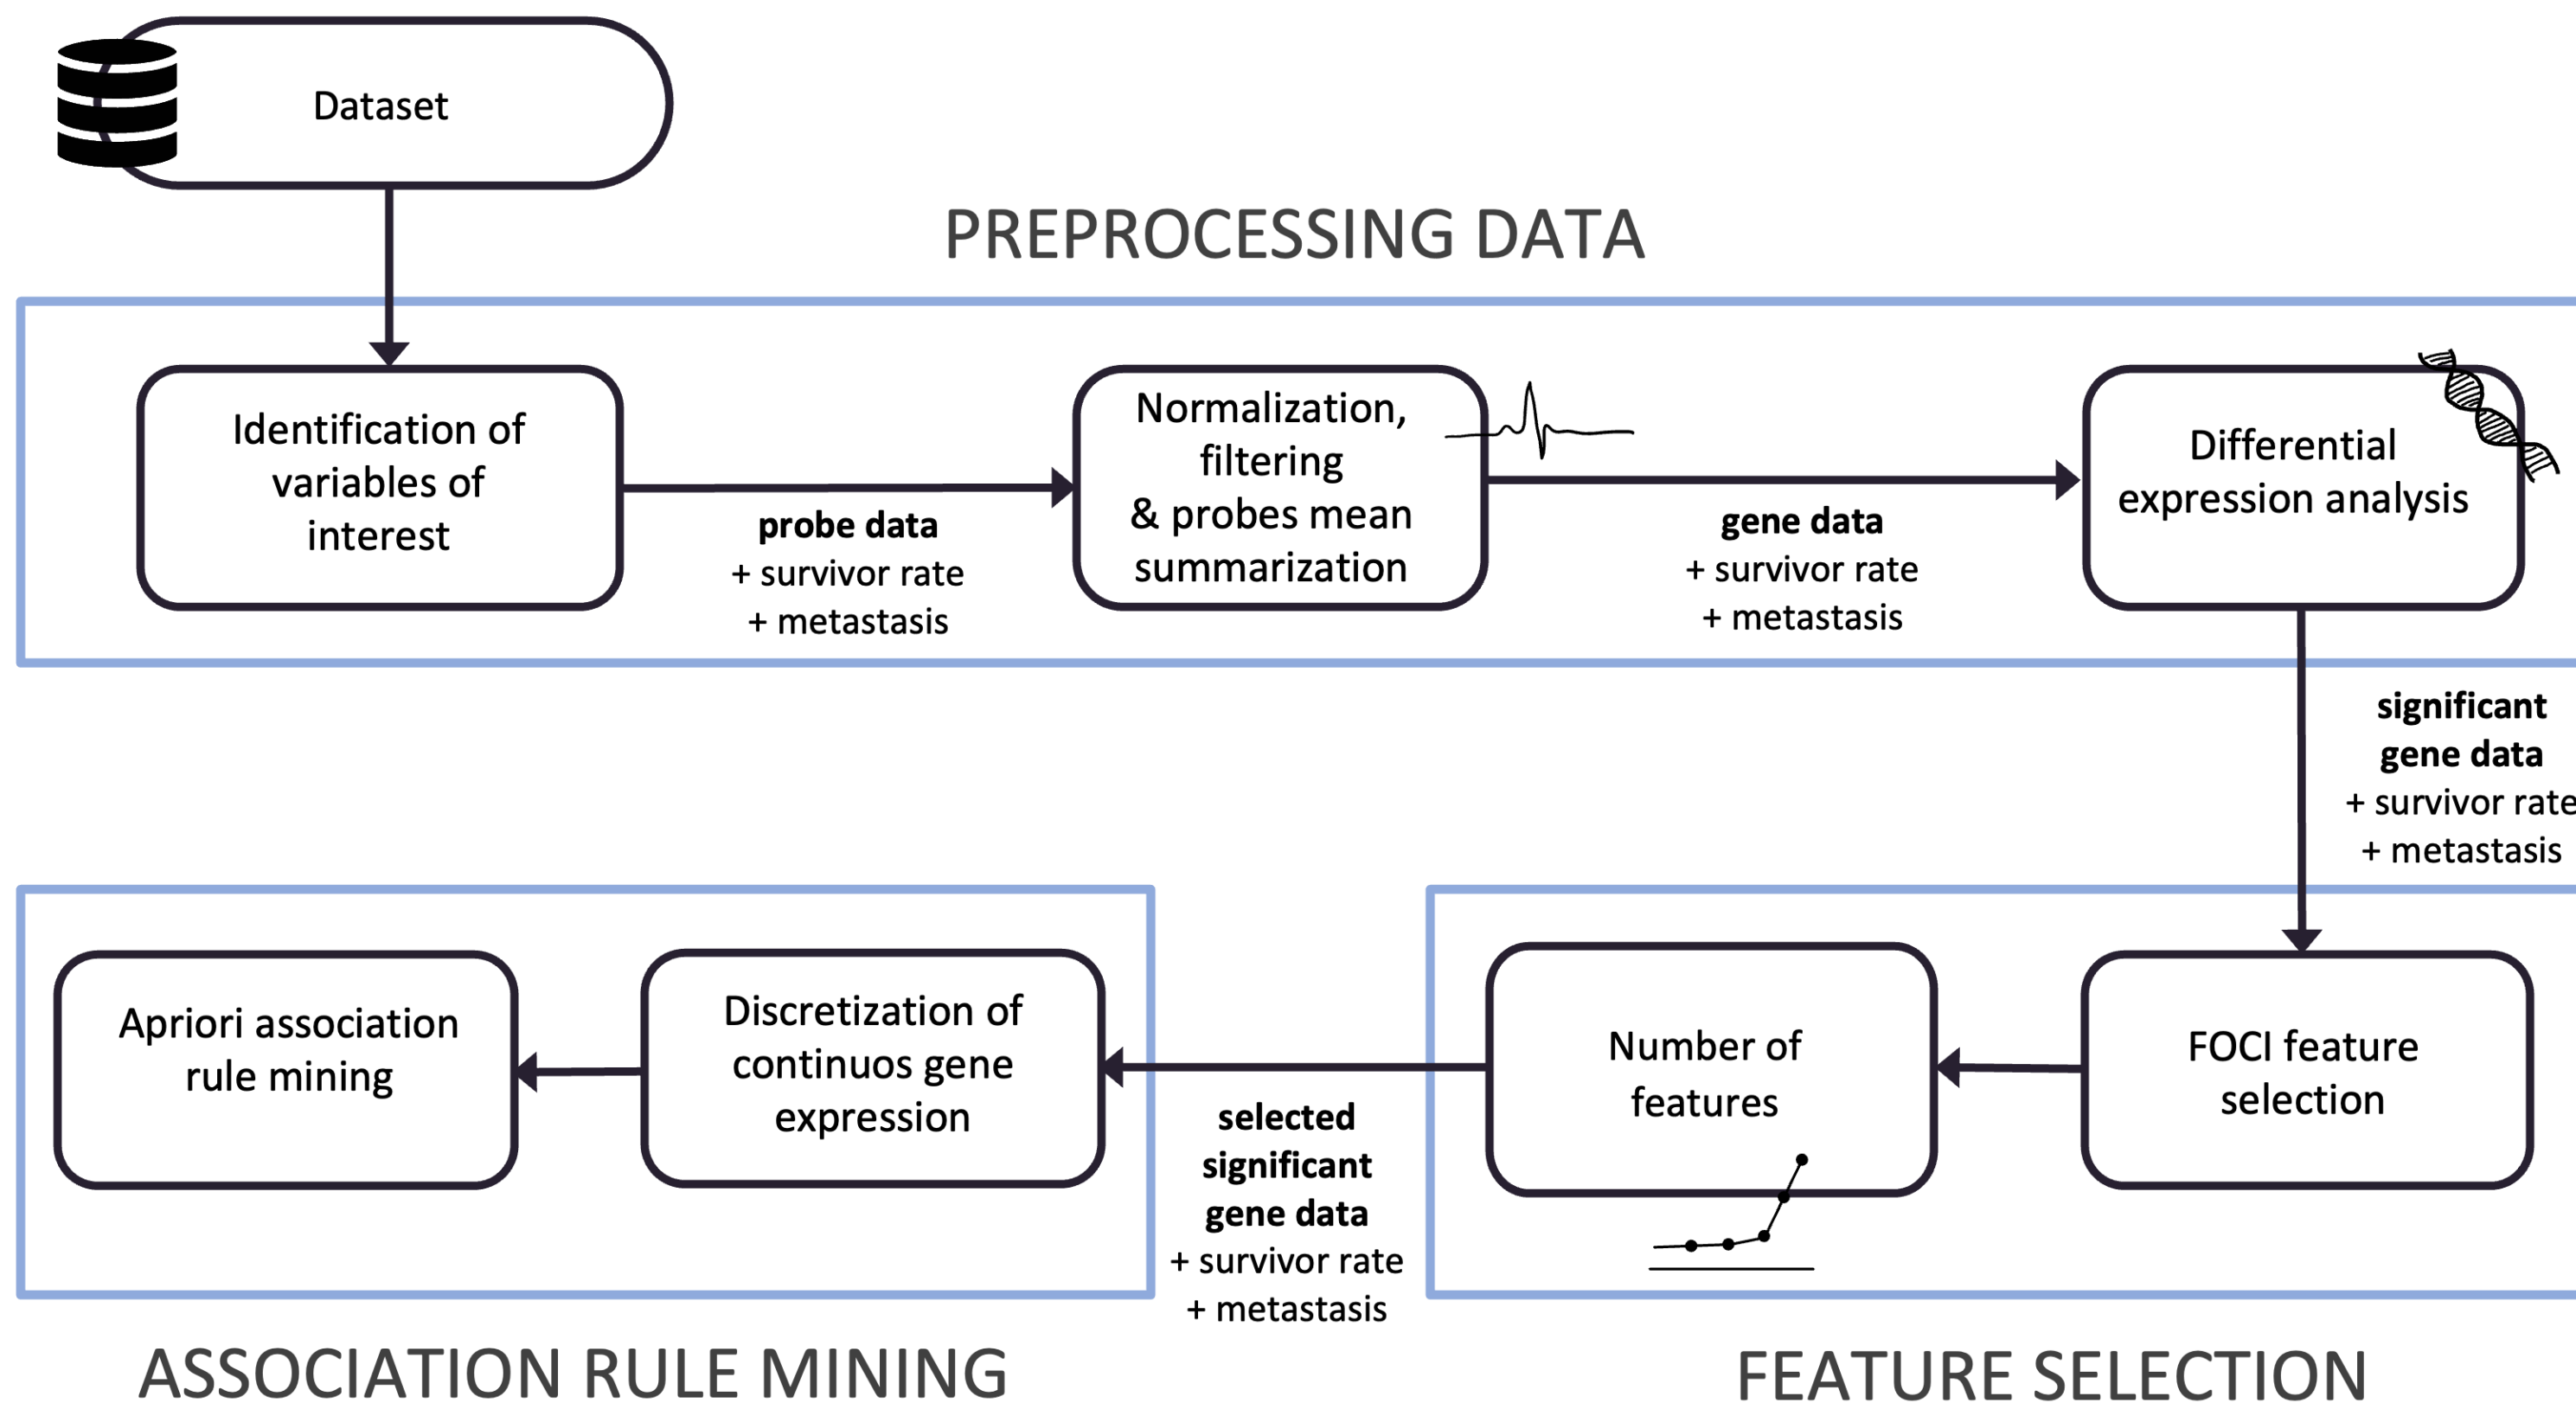 Dataset
PREPROCESSING DATA
Identification of
variables of
interest
probe data
+ survivor rate
+ metastasis
Normalization,
filtering
& probes mean
summarization
gene data
+ survivor rate
+ metastasis
Differential
expression analysis
significant
gene data
+ survivor rate
+ metastasis
FOCI feature
selection
Number of
features
selected
significant
gene data
+ survivor rate
+ metastasis
Discretization of
continuos gene
expression
Apriori association
rule mining
ASSOCIATION RULE MINING
FEATURE SELECTION